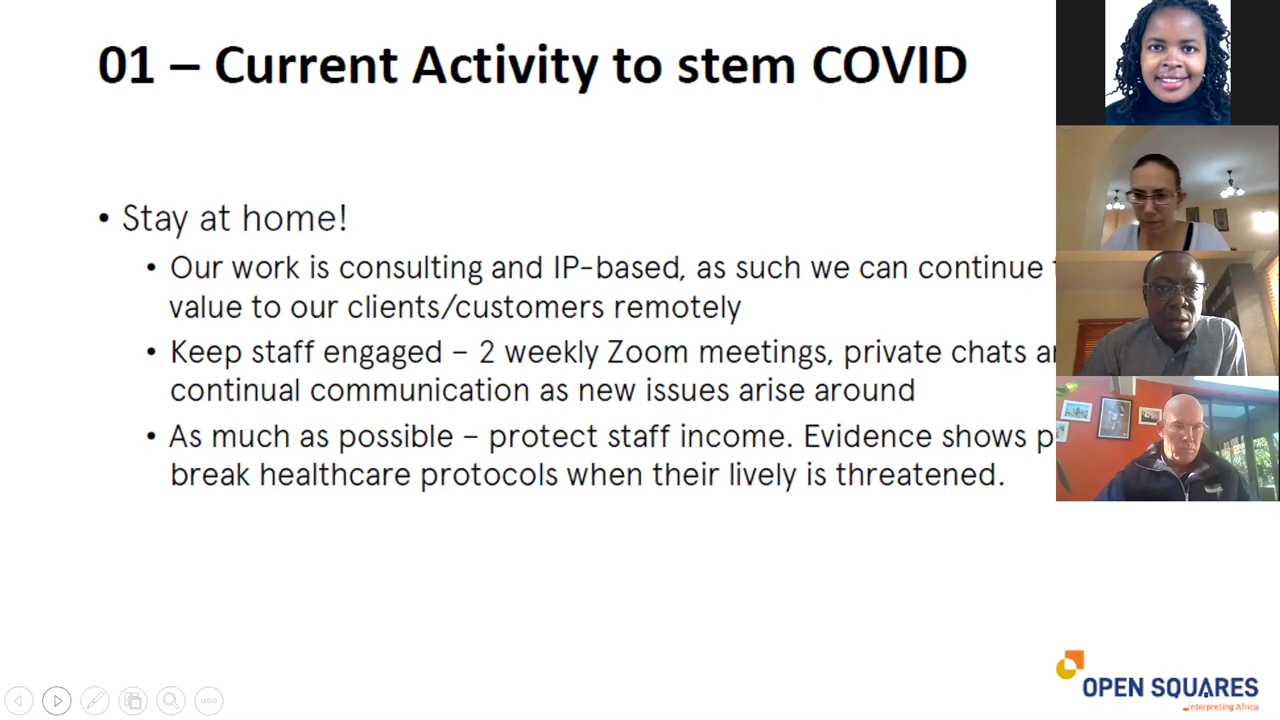 01 – Current Activity to stem COVID
• Stay at home!
• Our work is consulting and IP-based, as such we can continue
value to our clients/customers remotely
• Keep staff engaged – 2 weekly Zoom meetings, private chats
continual communication as new issues arise around
• As much as possible – protect staff income. Evidence shows
break healthcare protocols when their lively is threatened.
OPEN SQUARES
Interpreting Africa